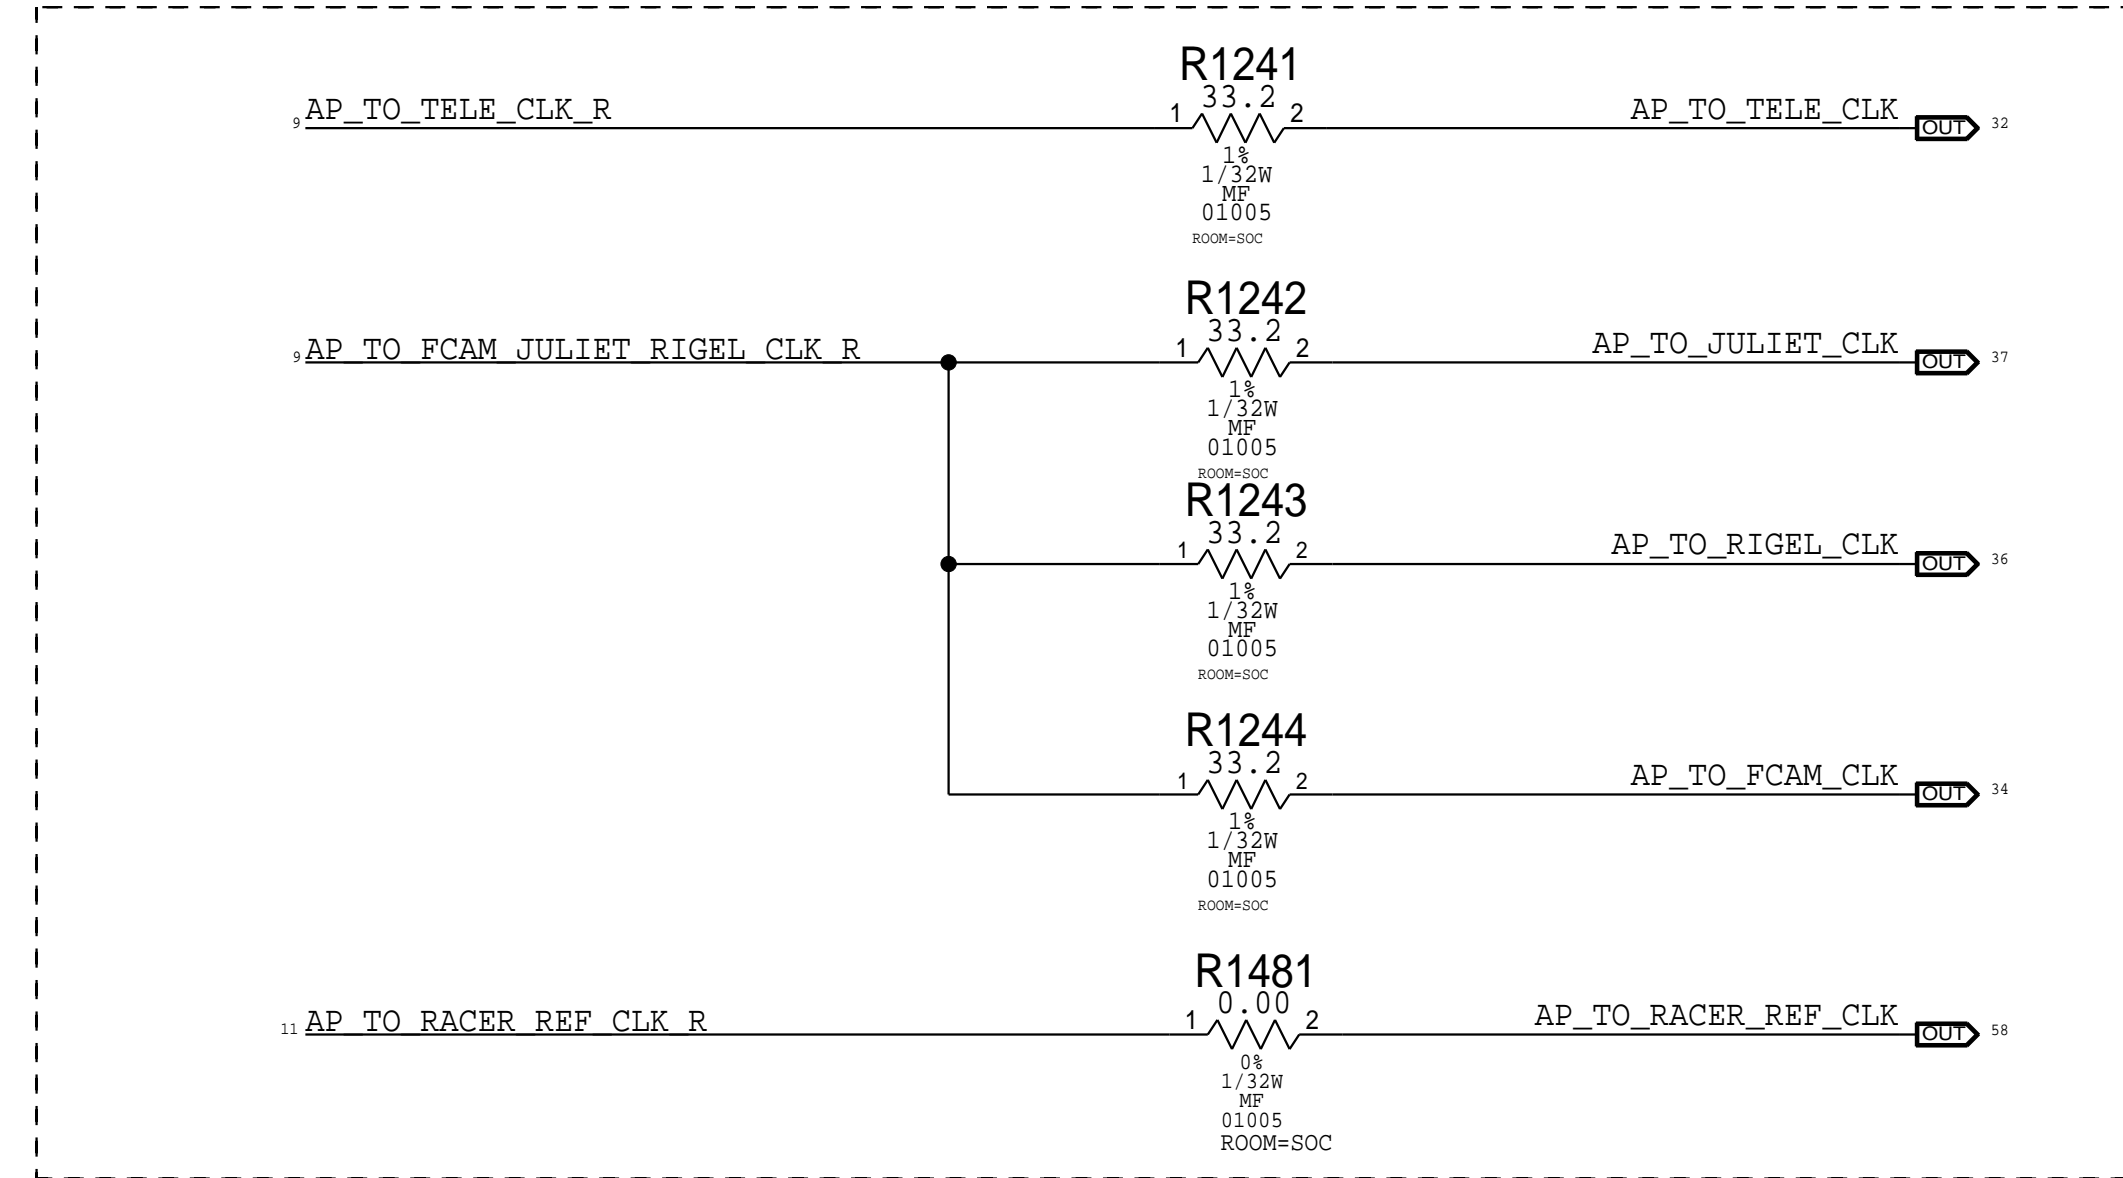 R1241
9 AP_TO_TELE_CLK_R 1 33.2 2 AP_TO_TELE_CLK OUT 32
1%
1/32W
MF
01005
ROOM=SOC
R1242
9 AP_TO_FCAM_JULIET_RIGEL_CLK_R 1 33.2 2 AP_TO_JULIET_CLK OUT 37
1%
1/32W
MF
01005
ROOM=SOC
R1243
1 33.2 2 AP_TO_RIGEL_CLK OUT 36
1%
1/32W
MF
01005
ROOM=SOC
R1244
1 33.2 2 AP_TO_FCAM_CLK OUT 34
1%
1/32W
MF
01005
ROOM=SOC
R1481
11 AP_TO_RACER_REF_CLK_R 1 0.00 2 AP_TO_RACER_REF_CLK OUT 58
0%
1/32W
MF
01005
ROOM=SOC